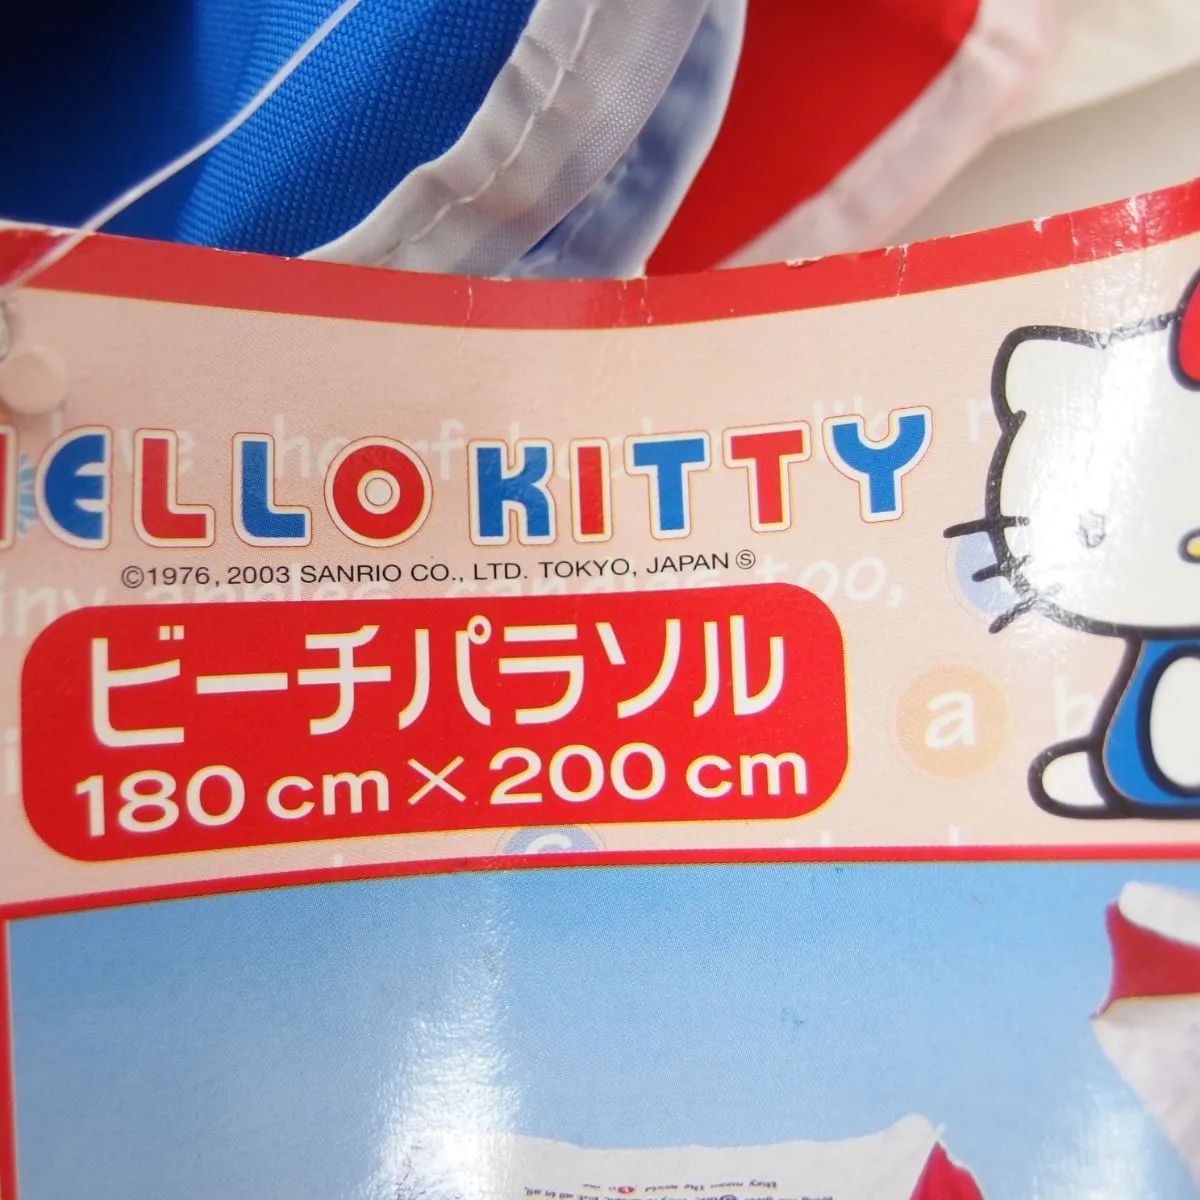 HELLO KITTY
©1976, 2003 SANRIO CO., LTD. TOKYO, JAPAN Ⓢ
too,
ビーチパラソル
180 cm × 200 cm
a